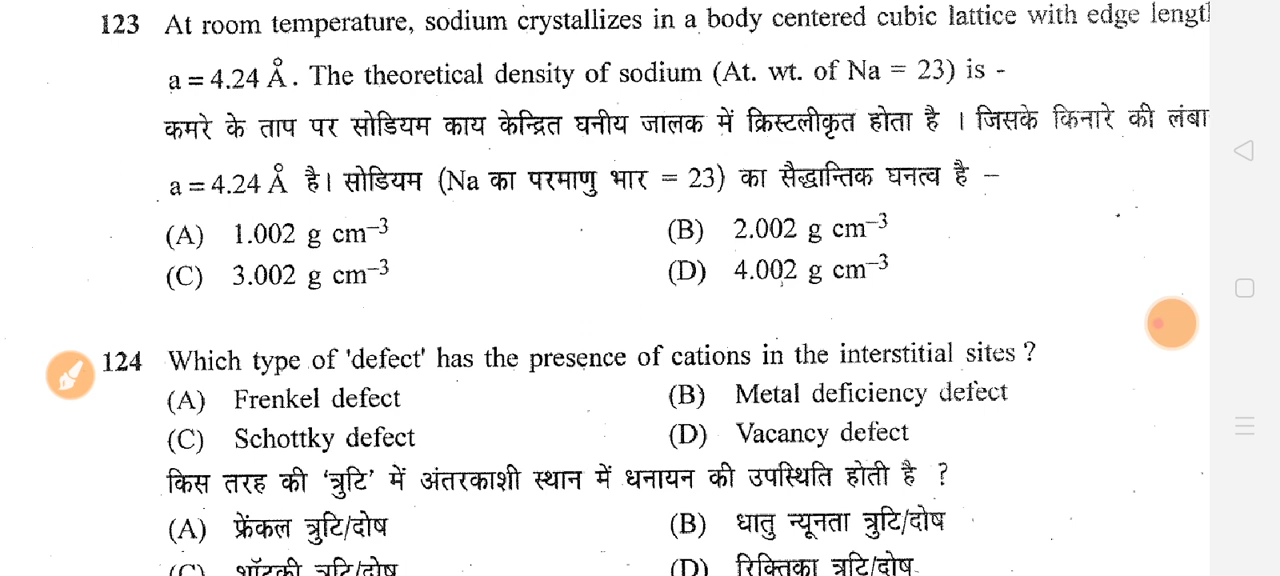 123 At room temperature, sodium crystallizes in a body centered cubic lattice with edge lengt
a = 4.24 Å. The theoretical density of sodium (At. wt. of Na = 23) is -
कमरे के ताप पर सोडियम काय केन्द्रित घनीय जालक में क्रिस्टलीकृत होता है । जिसके किनारे की लंबा
a = 4.24 Å है। सोडियम (Na का परमाणु भार = 23) का सैद्धान्तिक घनत्व है –
(A) 1.002 g cm⁻³ (B) 2.002 g cm⁻³
(C) 3.002 g cm⁻³ (D) 4.002 g cm⁻³
124 Which type of 'defect' has the presence of cations in the interstitial sites ?
(A) Frenkel defect (B) Metal deficiency defect
(C) Schottky defect (D) Vacancy defect
किस तरह की ‘त्रुटि’ में अंतरकाशी स्थान में धनायन की उपस्थिति होती है ?
(A) फ्रेंकल त्रुटि/दोष (B) धातु न्यूनता त्रुटि/दोष
(C) शॉटकी त्रुटि/दोष (D) रिक्तिका त्रुटि/दोष